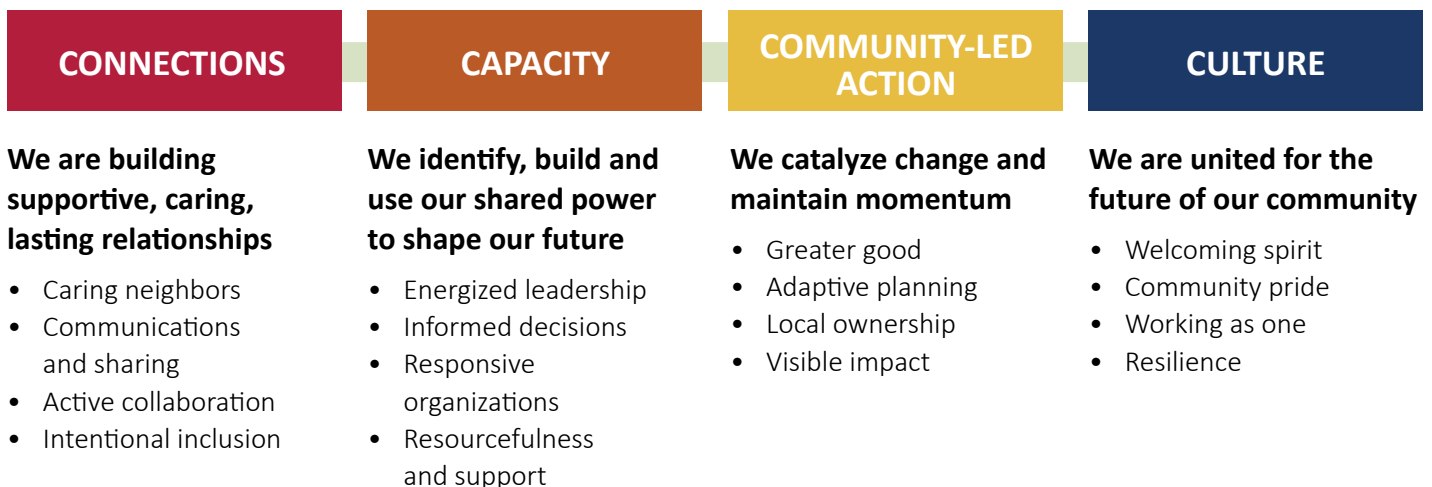 CONNECTIONS
We are building
supportive, caring,
lasting relationships
• Caring neighbors
• Communications
and sharing
• Active collaboration
• Intentional inclusion
CAPACITY
We identify, build and
use our shared power
to shape our future
• Energized leadership
• Informed decisions
• Responsive
organizations
• Resourcefulness
and support
COMMUNITY-LED
ACTION
We catalyze change and
maintain momentum
• Greater good
• Adaptive planning
• Local ownership
• Visible impact
CULTURE
We are united for the
future of our community
• Welcoming spirit
• Community pride
• Working as one
• Resilience